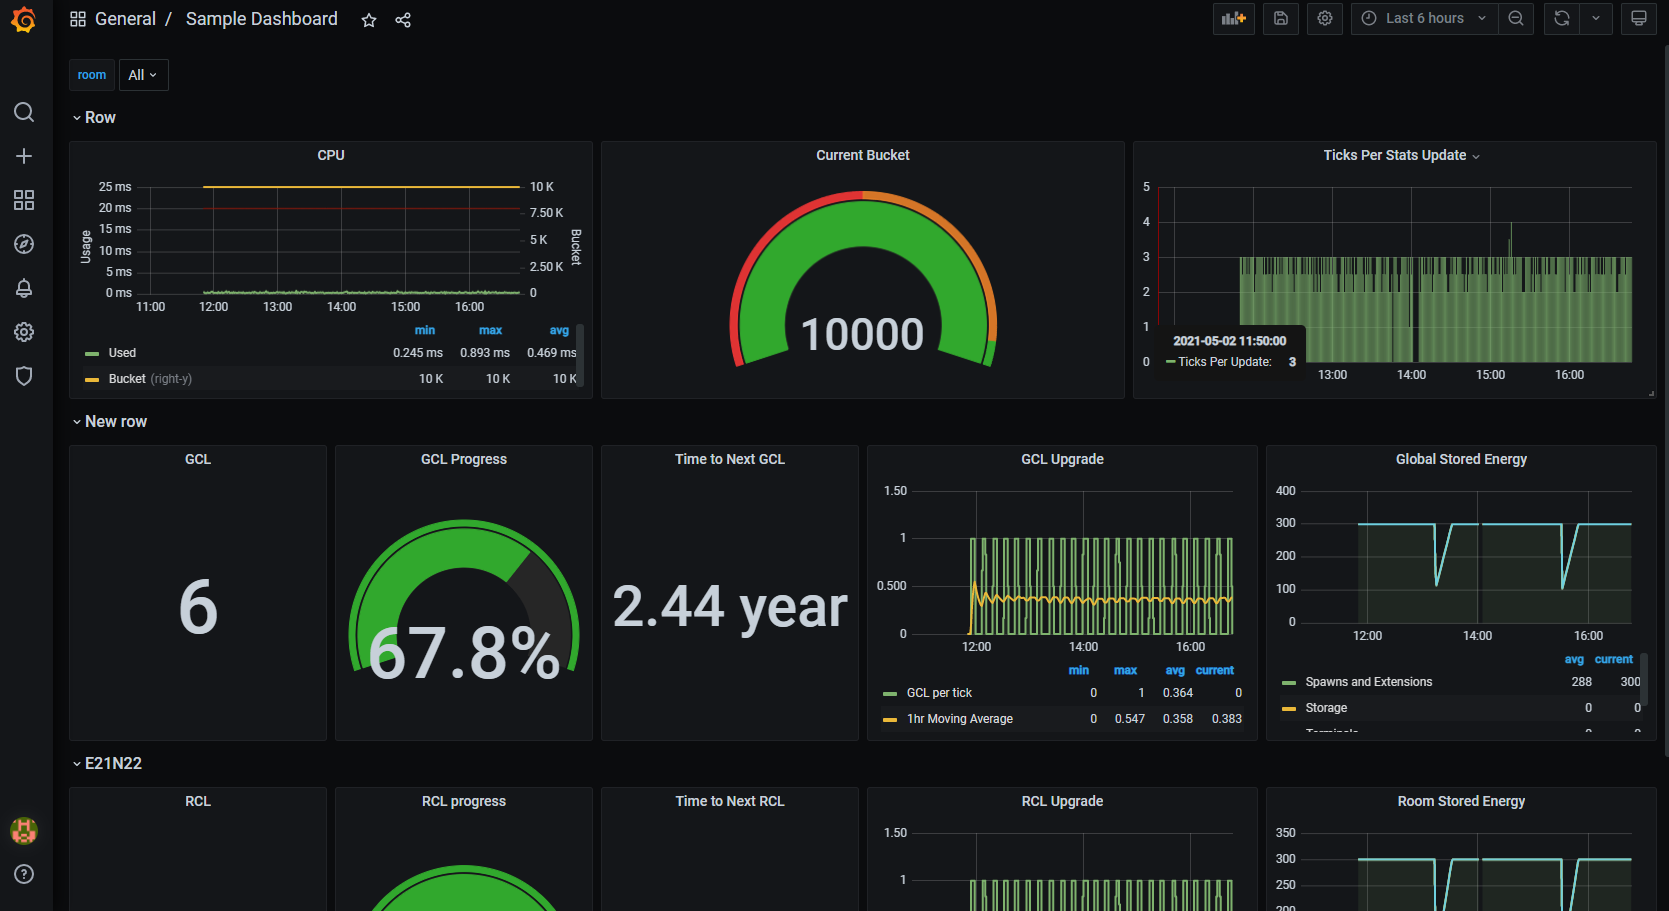 General / Sample Dashboard
Last 6 hours
room All
Row
CPU
25 ms
20 ms
15 ms
10 ms
5 ms
0 ms
Usage
10 K
7.50 K
5 K
2.50 K
0
Bucket
11:00 12:00 13:00 14:00 15:00 16:00
min max avg
Used 0.245 ms 0.893 ms 0.469 ms
Bucket (right-y) 10 K 10 K 10 K
Current Bucket
10000
Ticks Per Stats Update
5
4
3
2
1
0
2021-05-02 11:50:00
Ticks Per Update: 3
13:00 14:00 15:00 16:00
New row
GCL
6
GCL Progress
67.8%
Time to Next GCL
2.44 year
GCL Upgrade
1.50
1
0.500
0
12:00 14:00 16:00
min max avg current
GCL per tick 0 1 0.364 0
1hr Moving Average 0 0.547 0.358 0.383
Global Stored Energy
400
300
200
100
0
12:00 14:00 16:00
avg current
Spawns and Extensions 288 300
Storage 0 0
Terminals 0 0
E21N22
RCL
RCL progress
Time to Next RCL
RCL Upgrade
1.50
1
Room Stored Energy
350
300
250
200